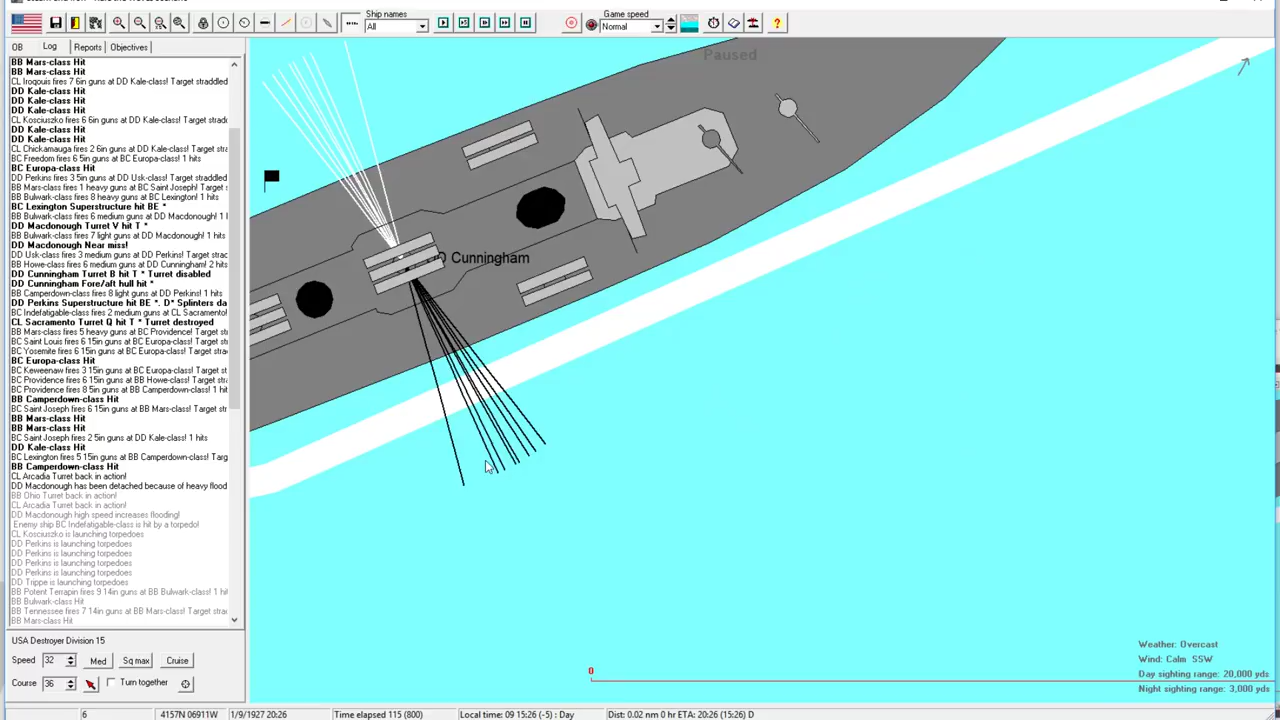 Ship names
Game speed
All
Normal
OB
Log
Reports
Objectives
Paused
BB Mars-class Hit
BB Mars-class Hit
CL Iroquois fires 7 6in guns at DD Kale-class! Target straddled
DD Kale-class Hit
DD Kale-class Hit
DD Kale-class Hit
CL Kosciuszko fires 6 6in guns at DD Kale-class! Target stradd
DD Kale-class Hit
DD Kale-class Hit
CL Chickamauga fires 2 6in guns at DD Kale-class! Target stra
BC Freedom fires 6 5in guns at BC Europa-class! 1 hits
BC Europa-class Hit
DD Perkins fires 3 5in guns at DD Usk-class! Target straddled
BB Mars-class fires 1 heavy guns at BC Saint Joseph! Target s
BB Bulwark-class fires 8 heavy guns at BC Lexington! 1 hits
BC Lexington Superstructure hit BE *
BB Bulwark-class fires 6 medium guns at DD Macdonough! 1
DD Macdonough Turret V hit T *
BB Bulwark-class fires 7 light guns at DD Macdonough! 1 hits
DD Macdonough Near miss!
DD Usk-class fires 3 medium guns at DD Perkins! Target strad
BB Howe-class fires 6 medium guns at DD Cunningham! 2 hits
DD Cunningham Turret B hit T * Turret disabled
DD Cunningham Fore/aft hull hit *
BB Camperdown-class fires 8 light guns at DD Perkins! 1 hits
DD Perkins Superstructure hit BE *. D* Splinters da
BC Indefatigable-class fires 2 medium guns at CL Sacramento!
CL Sacramento Turret Q hit T * Turret destroyed
BB Mars-class fires 5 heavy guns at BC Providence! Target str
BC Saint Louis fires 6 15in guns at BC Europa-class! Target str
BC Yosemite fires 6 15in guns at BC Europa-class! Target stra
BC Europa-class Hit
BC Keweenaw fires 3 15in guns at BC Europa-class! Target st
BC Providence fires 6 15in guns at BB Howe-class! Target stra
BC Providence fires 8 5in guns at BB Camperdown-class! 1 hit
BB Camperdown-class Hit
BC Saint Joseph fires 6 15in guns at BB Mars-class! Target str
BB Mars-class Hit
BB Mars-class Hit
BC Saint Joseph fires 2 5in guns at DD Kale-class! 1 hits
DD Kale-class Hit
BC Lexington fires 5 15in guns at BB Camperdown-class! Targ
BB Camperdown-class Hit
CL Arcadia Turret back in action!
DD Macdonough has been detached because of heavy flood
BB Ohio Turret back in action!
CL Arcadia Turret back in action!
DD Macdonough high speed increases flooding!
Enemy ship BC Indefatigable-class is hit by a torpedo!
CL Kosciuszko is launching torpedoes
DD Perkins is launching torpedoes
DD Perkins is launching torpedoes
DD Perkins is launching torpedoes
DD Perkins is launching torpedoes
DD Trippe is launching torpedoes
BB Potent Terrapin fires 9 14in guns at BB Bulwark-class! 1 hit
BB Bulwark-class Hit
BB Tennessee fires 7 14in guns at BB Mars-class! Target strad
BB Mars-class Hit
Cunningham
USA Destroyer Division 15
Speed 32 Med Sq max Cruise
Course 36 Turn together
0
Weather: Overcast
Wind: Calm SSW
Day sighting range: 20,000 yds
Night sighting range: 3,000 yds
6 4157N 06911W 1/9/1927 20:26 Time elapsed 115 (800) Local time: 09 15:26 (-5) : Day Dist: 0.02 nm 0 hr ETA: 20:26 (15:26) D